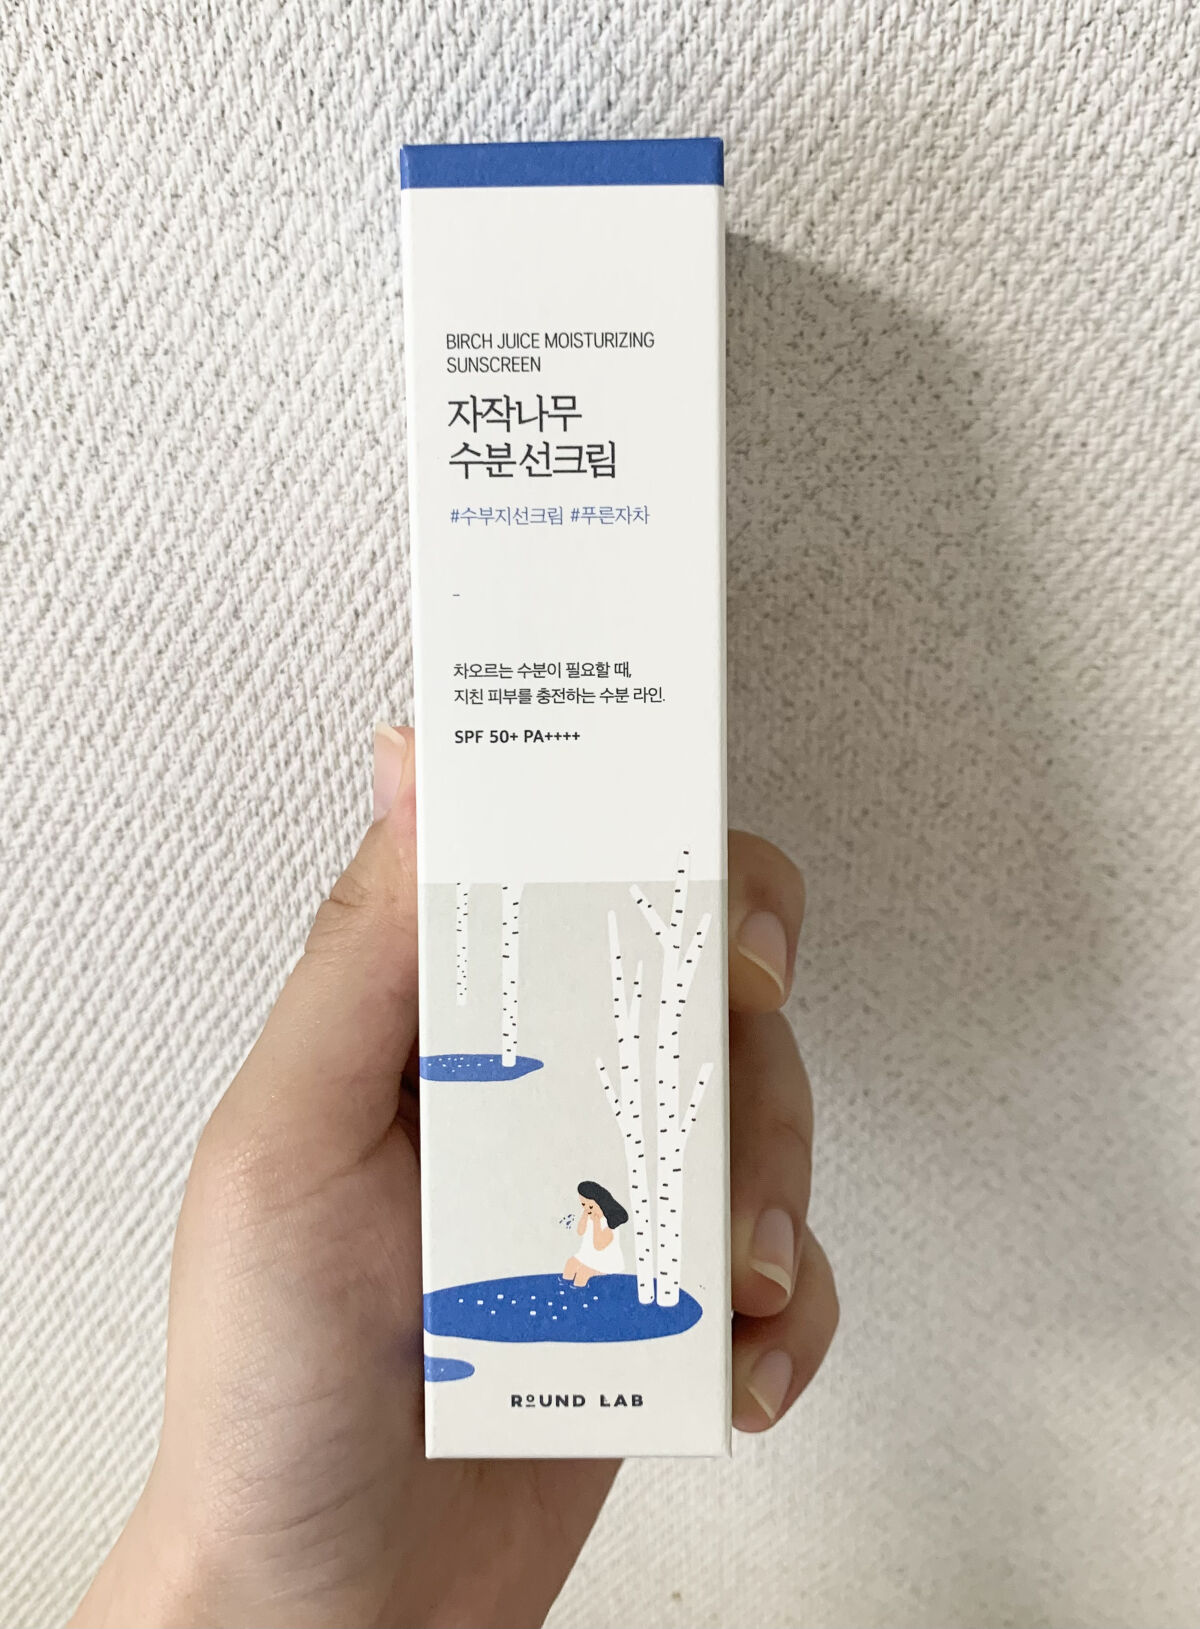 BIRCH JUICE MOISTURIZING
SUNSCREEN
자작나무
수분 선크림
#수부지선크림 #푸른자차
–
차오르는 수분이 필요할 때,
지친 피부를 충전하는 수분 라인.
SPF 50+ PA++++
ROUND LAB